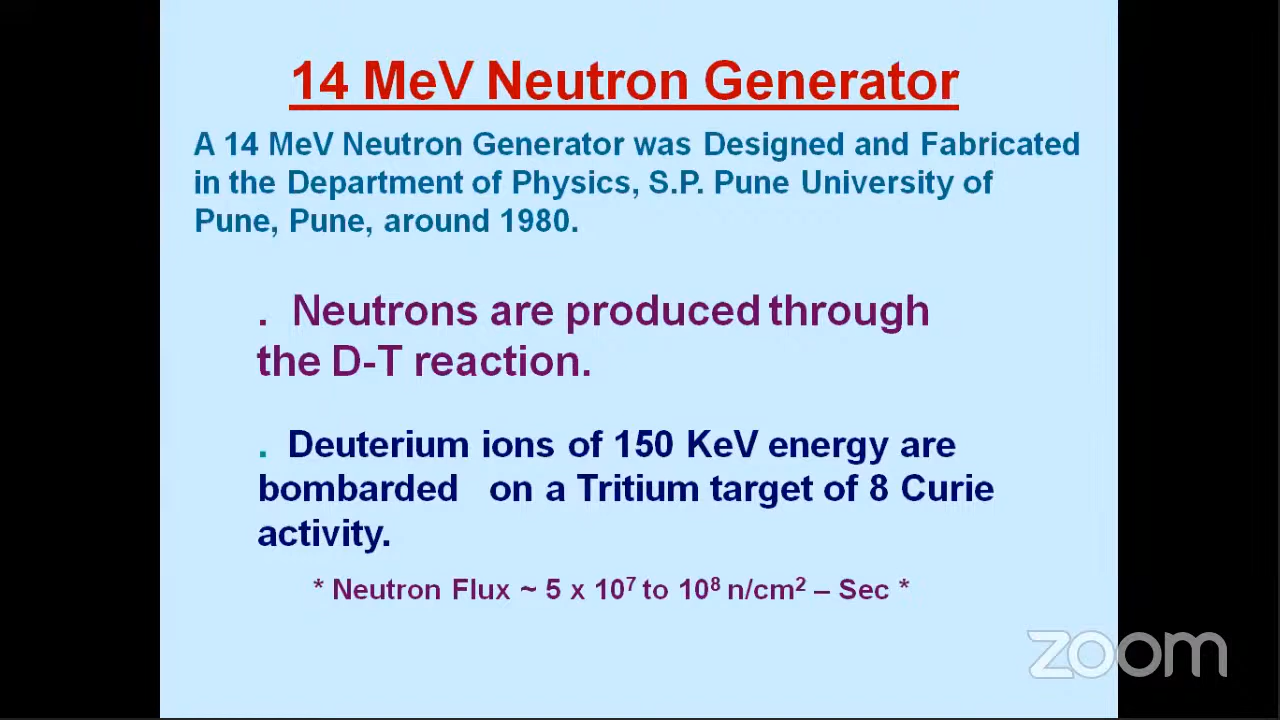 14 MeV Neutron Generator
A 14 MeV Neutron Generator was Designed and Fabricated
in the Department of Physics, S.P. Pune University of
Pune, Pune, around 1980.
. Neutrons are produced through
the D-T reaction.
. Deuterium ions of 150 KeV energy are
bombarded on a Tritium target of 8 Curie
activity.
* Neutron Flux ~ 5 x 10⁷ to 10⁸ n/cm² – Sec *
zoom